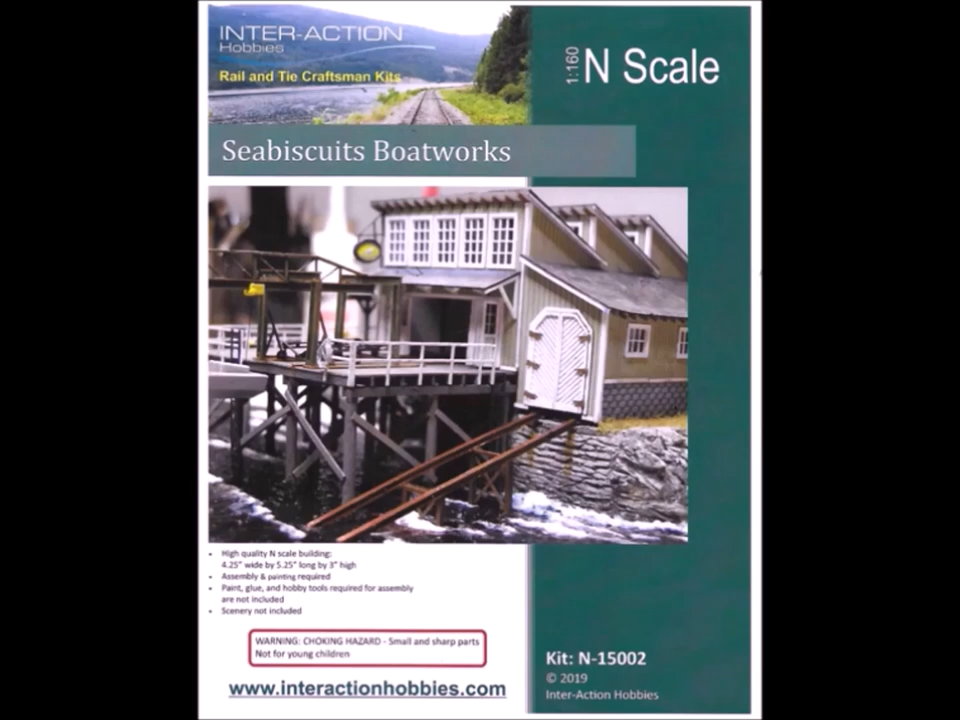 INTER-ACTION
Hobbies
Rail and Tie Craftsman Kits
1:160
N Scale
Seabiscuits Boatworks
• High quality N scale building:
4.25" wide by 5.25" long by 3" high
• Assembly & painting required
• Paint, glue, and hobby tools required for assembly
are not included
• Scenery not included
WARNING: CHOKING HAZARD - Small and sharp parts
Not for young children
www.interactionhobbies.com
Kit: N-15002
© 2019
Inter-Action Hobbies